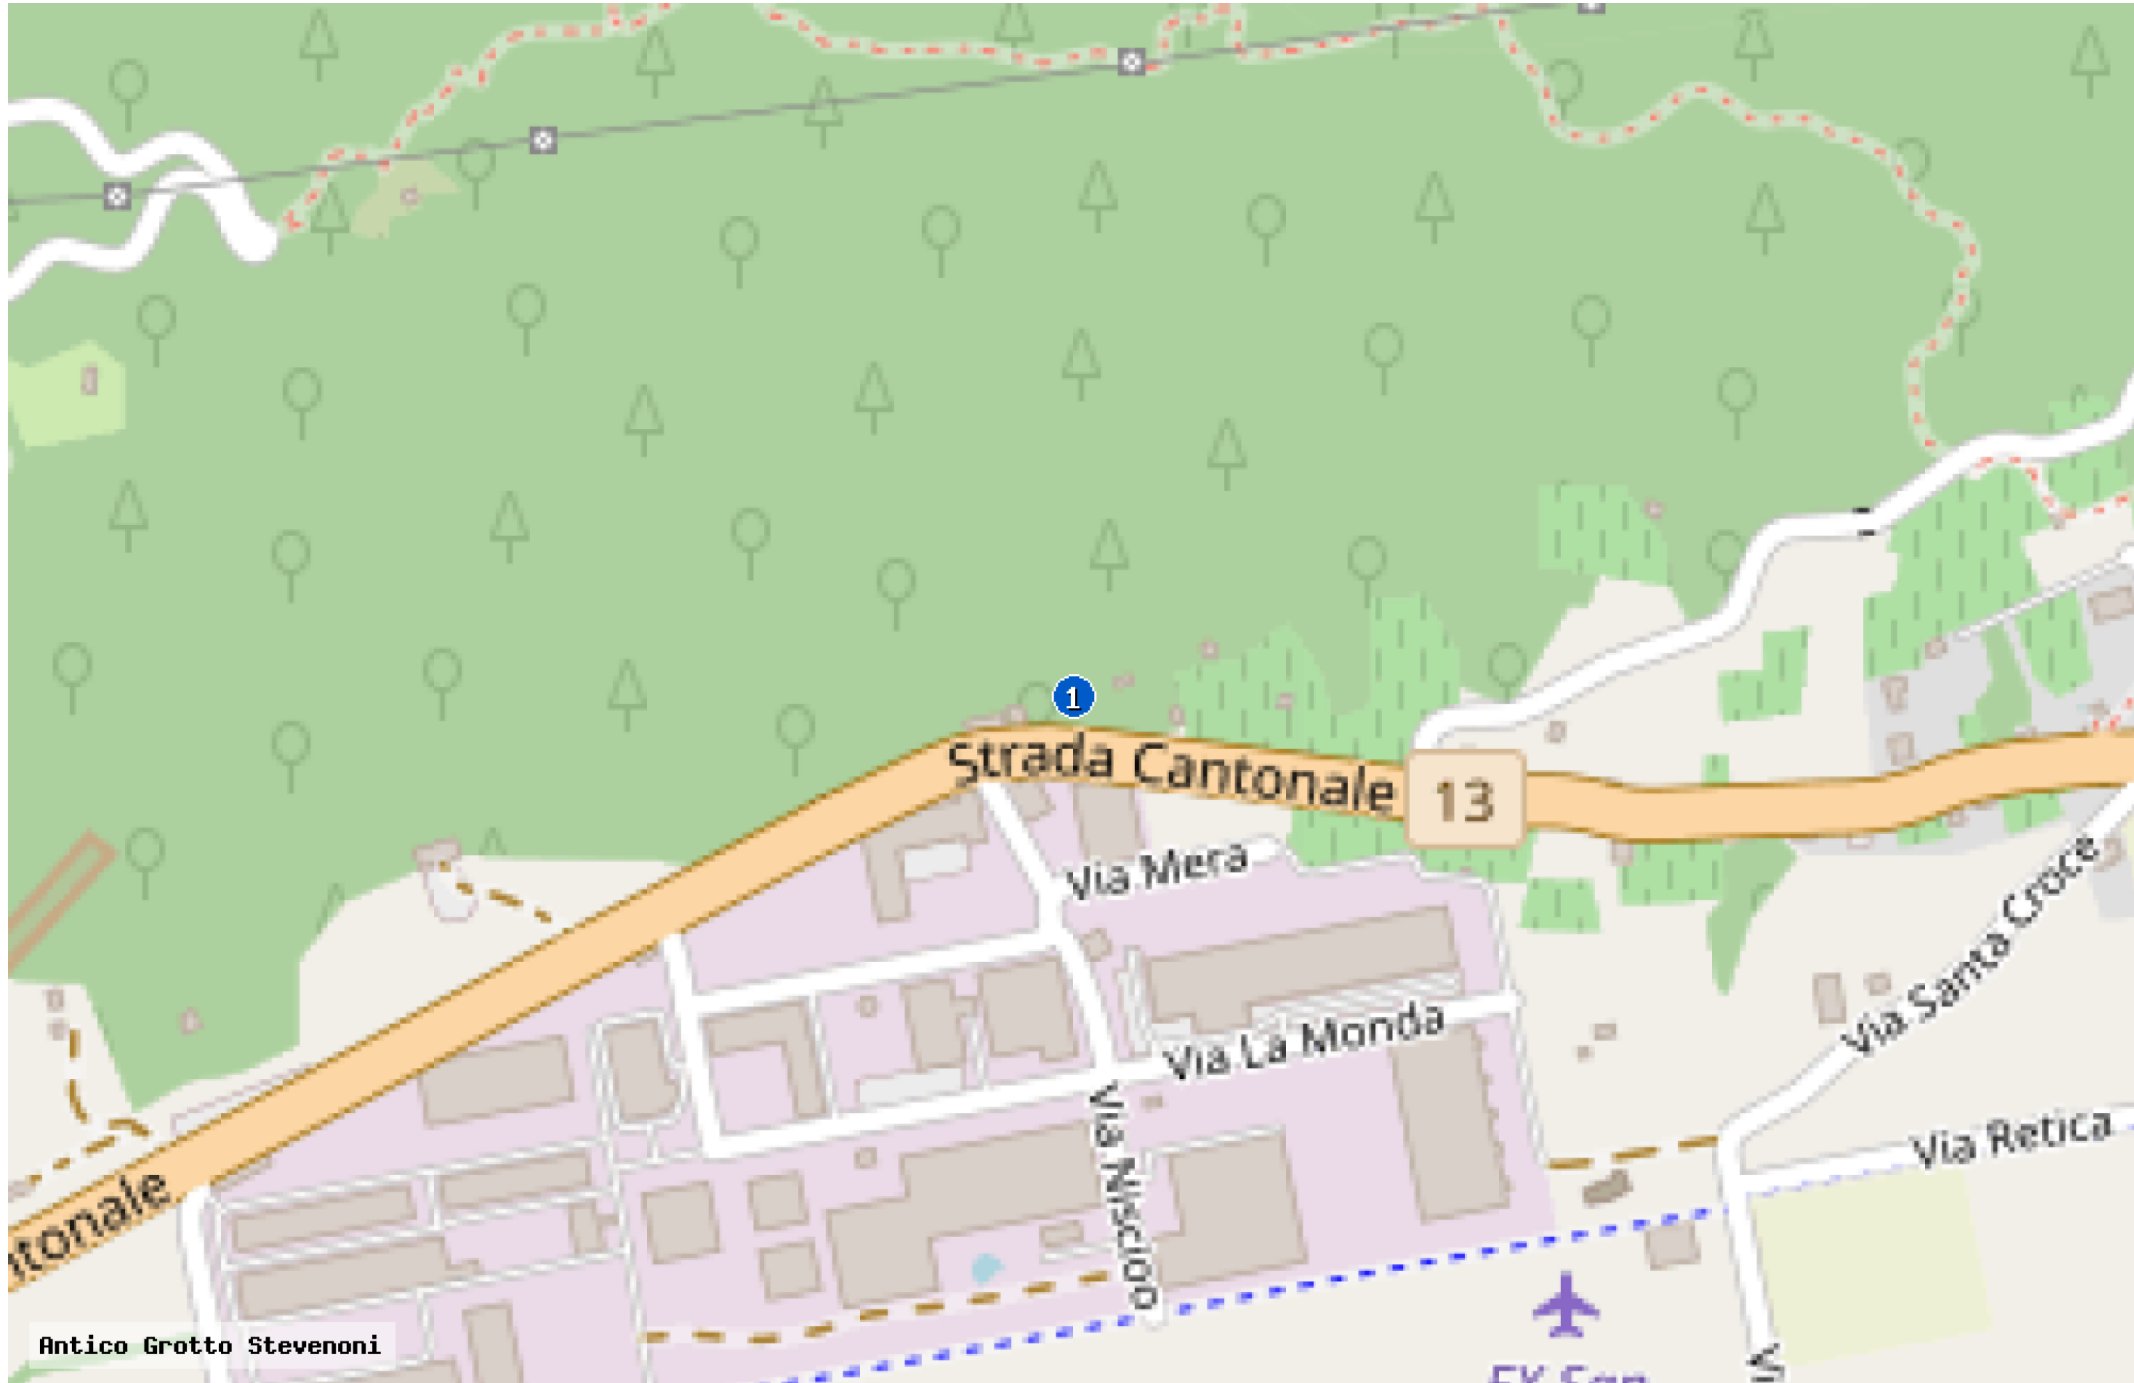 1
Strada Cantonale
13
Via Mera
Via Santa Croce
Via La Monda
Via Retica
Via Niscioo
ntonale
Antico Grotto Stevenoni